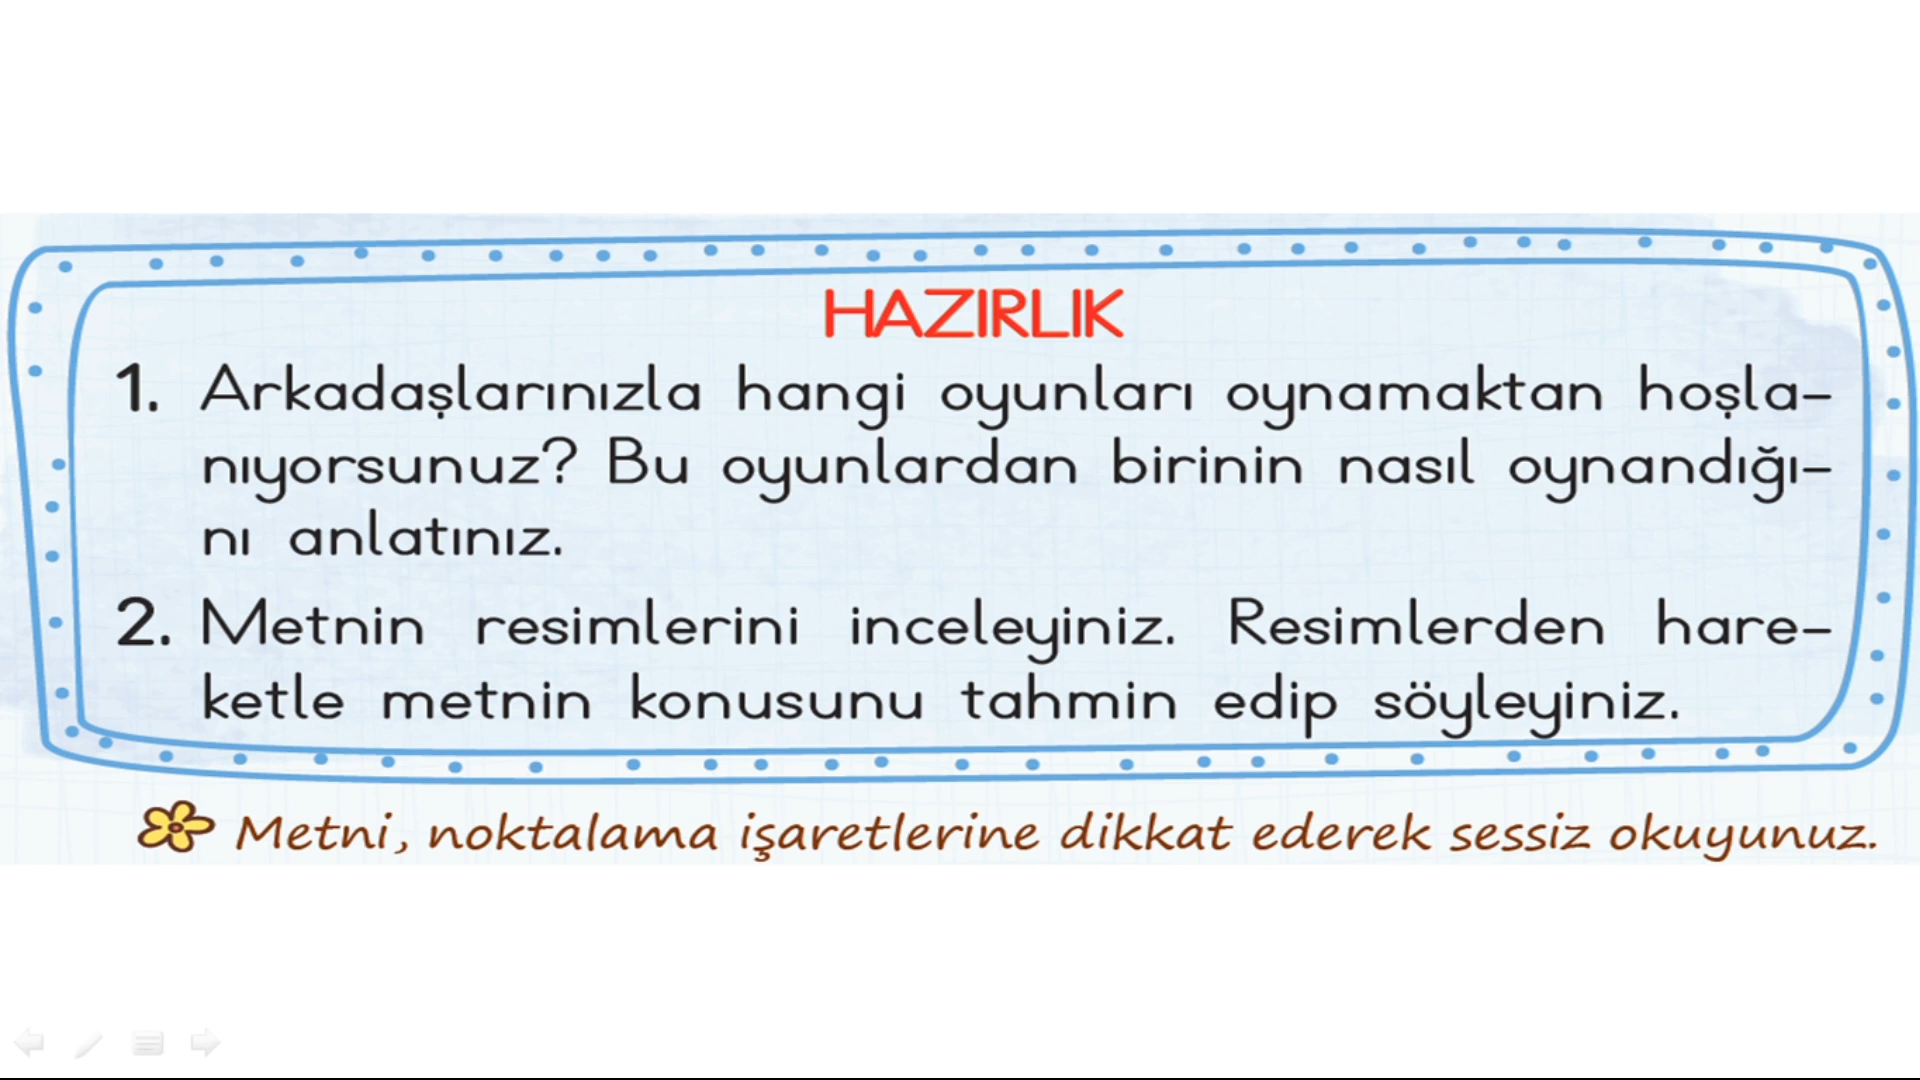 HAZIRLIK
1. Arkadaşlarınızla hangi oyunları oynamaktan hoşla-
nıyorsunuz? Bu oyunlardan birinin nasıl oynandığı-
nı anlatınız.
2. Metnin resimlerini inceleyiniz. Resimlerden hare-
ketle metnin konusunu tahmin edip söyleyiniz.
Metni, noktalama işaretlerine dikkat ederek sessiz okuyunuz.